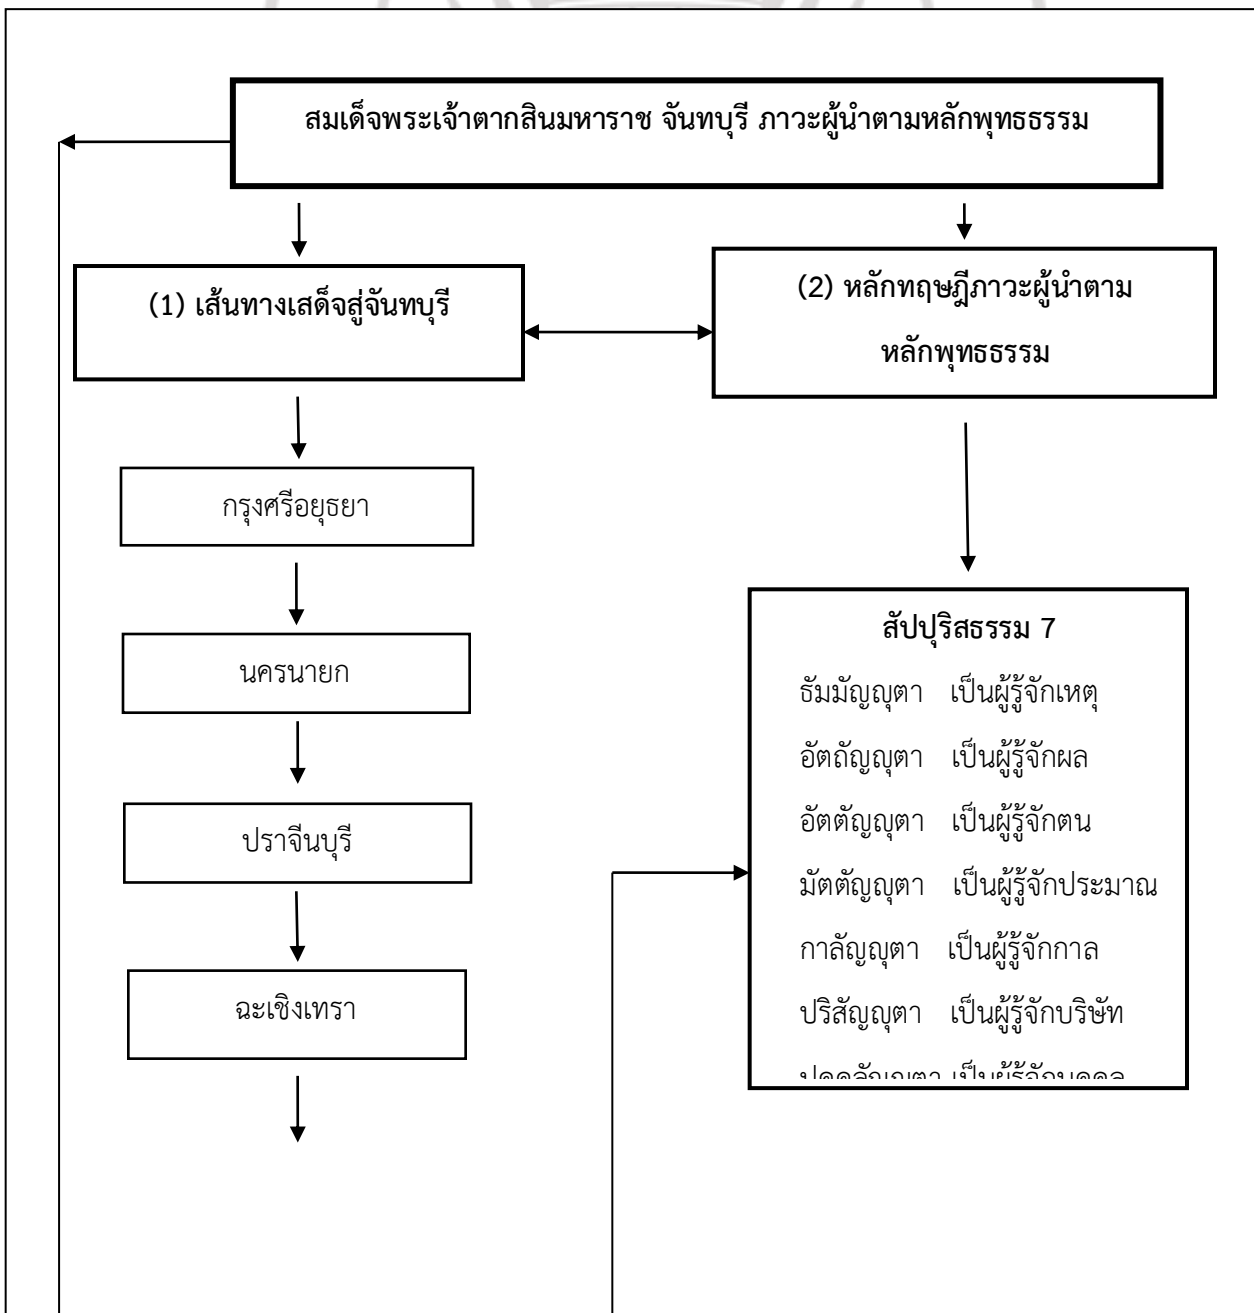 สมเด็จพระเจ้าตากสินมหาราช จันทบุรี ภาวะผู้นำตามหลักพุทธธรรม
(1) เส้นทางเสด็จสู่จันทบุรี
(2) หลักทฤษฎีภาวะผู้นำตาม
หลักพุทธธรรม
กรุงศรีอยุธยา
นครนายก
ปราจีนบุรี
ฉะเชิงเทรา
สัปปุริสธรรม 7
ธัมมัญญุตา เป็นผู้รู้จักเหตุ
อัตถัญญุตา เป็นผู้รู้จักผล
อัตตัญญุตา เป็นผู้รู้จักตน
มัตตัญญุตา เป็นผู้รู้จักประมาณ
กาลัญญุตา เป็นผู้รู้จักกาล
ปริสัญญุตา เป็นผู้รู้จักบริษัท
เป็นผู้รู้จักบุคคล